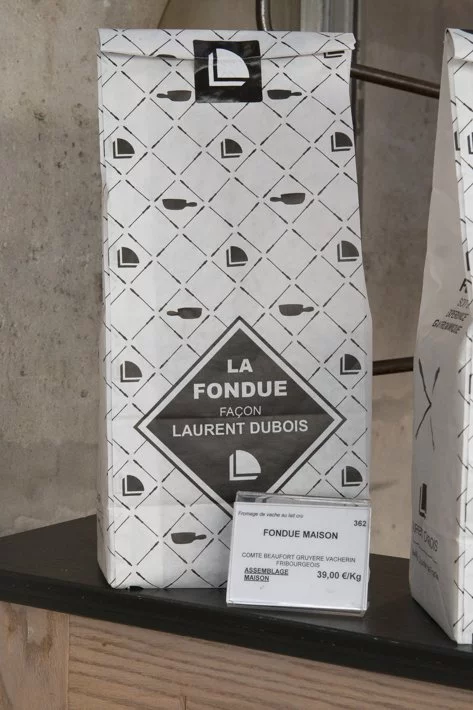 LA
FONDUE
FAÇON
LAURENT DUBOIS
Fromage de vache au lait cru
362
FONDUE MAISON
COMTE BEAUFORT GRUYERE VACHERIN
FRIBOURGEOIS
ASSEMBLAGE
MAISON
39,00 €/Kg